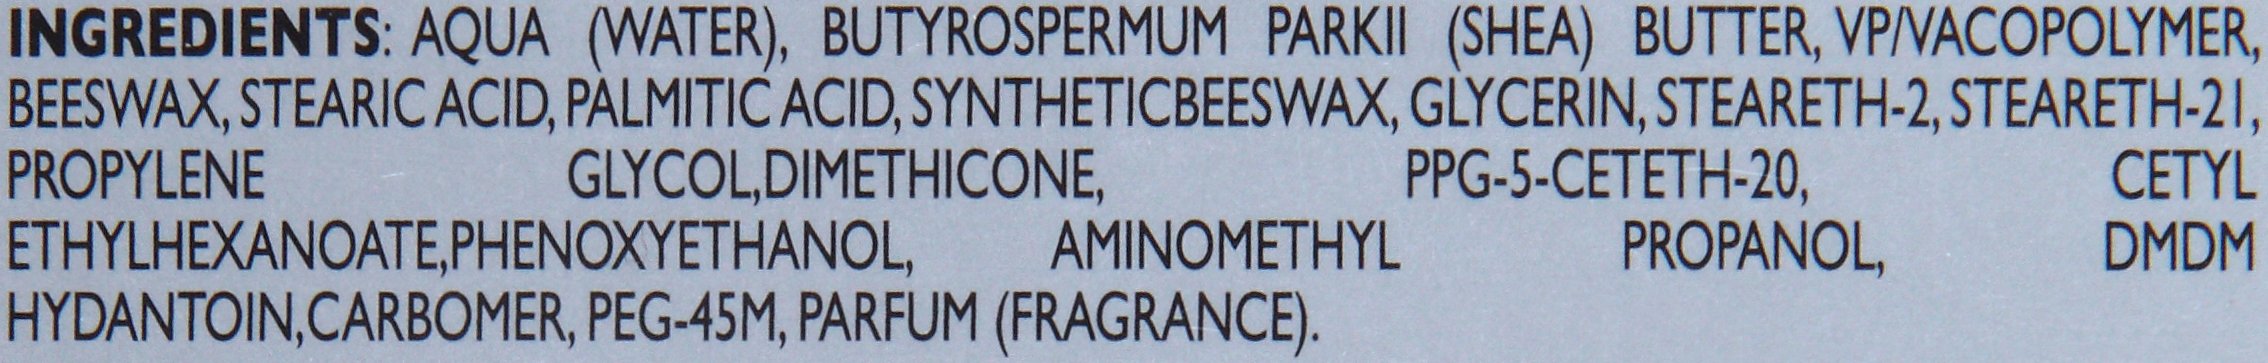 INGREDIENTS: AQUA (WATER), BUTYROSPERMUM PARKII (SHEA) BUTTER, VP/VACOPOLYMER,
BEESWAX, STEARIC ACID, PALMITIC ACID, SYNTHETICBEESWAX, GLYCERIN, STEARETH-2, STEARETH-21,
PROPYLENE GLYCOL,DIMETHICONE, PPG-5-CETETH-20, CETYL
ETHYLHEXANOATE,PHENOXYETHANOL, AMINOMETHYL PROPANOL, DMDM
HYDANTOIN,CARBOMER, PEG-45M, PARFUM (FRAGRANCE).